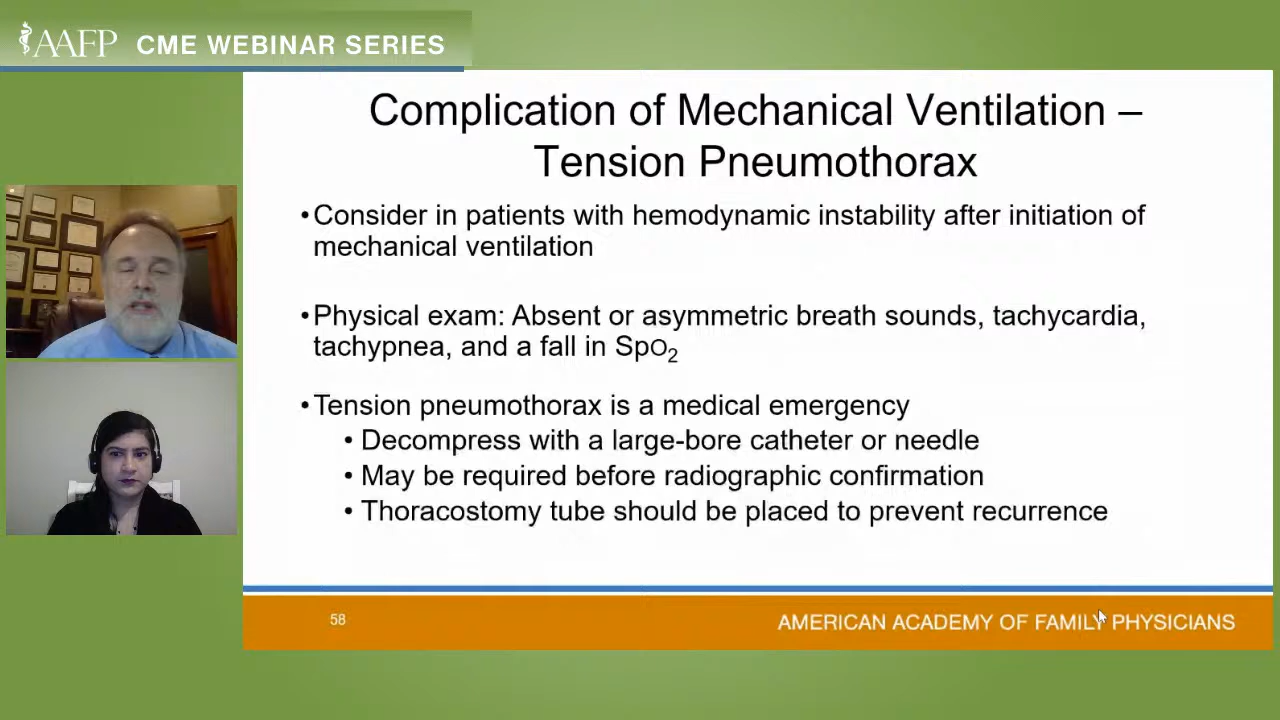 AAFP CME WEBINAR SERIES
Complication of Mechanical Ventilation –
Tension Pneumothorax
•Consider in patients with hemodynamic instability after initiation of
mechanical ventilation
•Physical exam: Absent or asymmetric breath sounds, tachycardia,
tachypnea, and a fall in SpO₂
•Tension pneumothorax is a medical emergency
• Decompress with a large-bore catheter or needle
• May be required before radiographic confirmation
• Thoracostomy tube should be placed to prevent recurrence
58
AMERICAN ACADEMY OF FAMILY PHYSICIANS